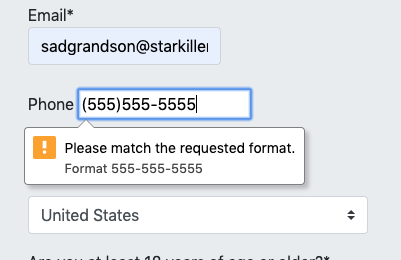 Email*
sadgrandson@starkiller
Phone (555)555-5555
Please match the requested format.
Format 555-555-5555
United States
Are you at least 18 years of age or older?*